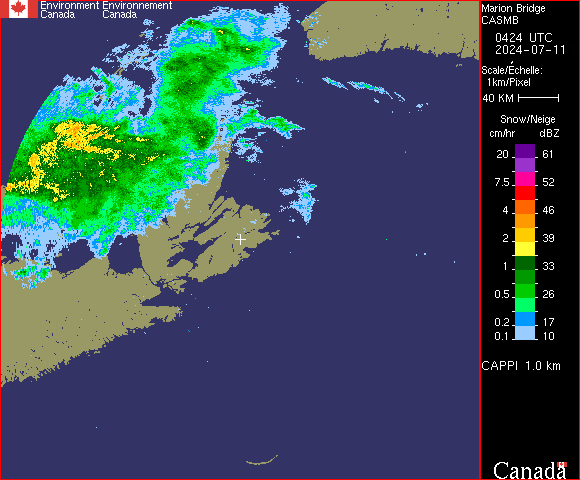 Environment Environnement
Canada Canada
Marion Bridge
CASMB
0424 UTC
2024-07-11
Scale/Echelle:
1km/Pixel
40 KM
Snow/Neige
cm/hr dBZ
20 61
7.5 52
4 46
2 39
1 33
0.5 26
0.2 17
0.1 10
CAPPI 1.0 km
Canada